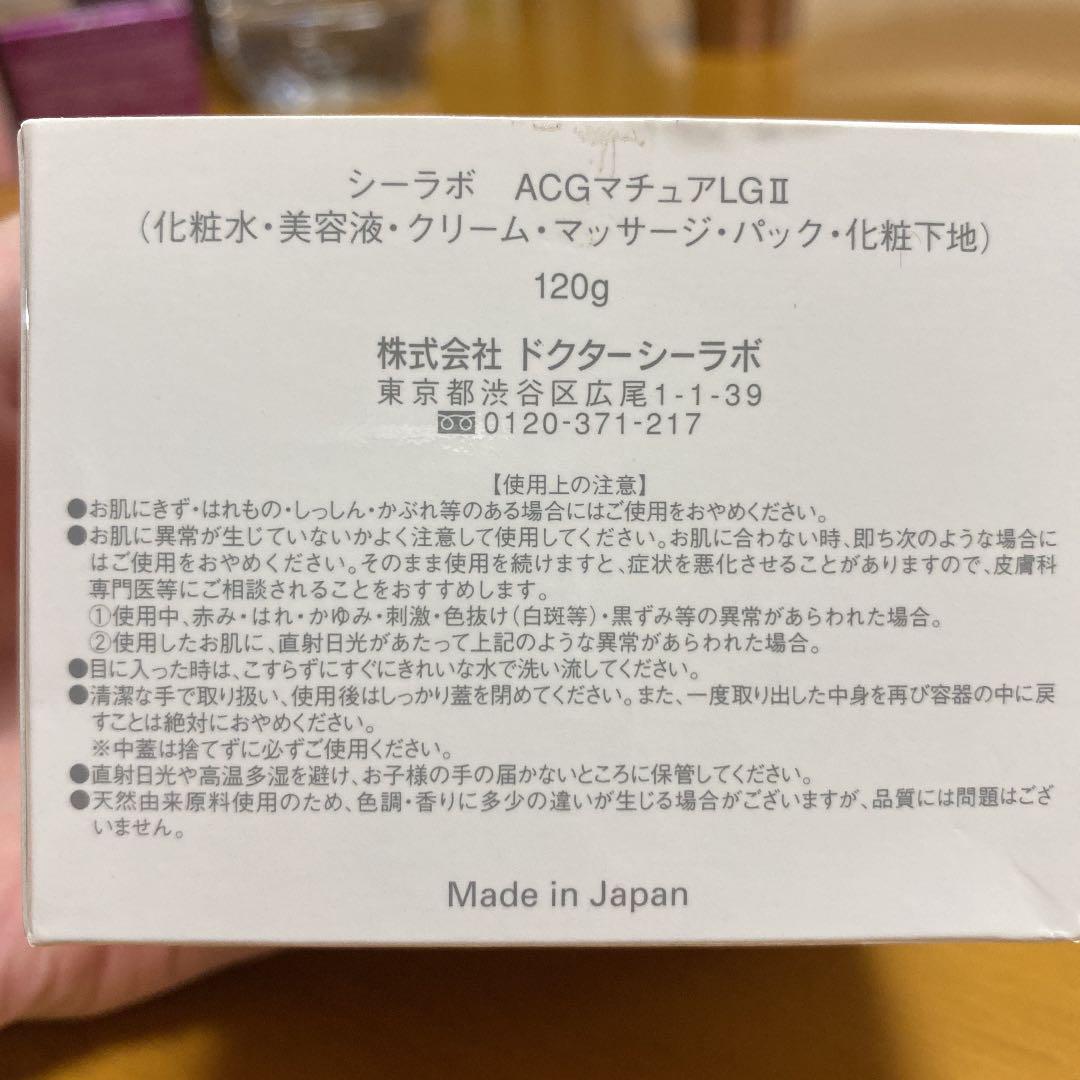 シーラボ ACGマチュアLGⅡ
(化粧水・美容液・クリーム・マッサージ・パック・化粧下地)
120g
株式会社 ドクターシーラボ
東京都渋谷区広尾1-1-39
0120-371-217
【使用上の注意】
●お肌にきず・はれもの・しっしん・かぶれ等のある場合にはご使用をおやめください。
●お肌に異常が生じていないかよく注意して使用してください。お肌に合わない時、即ち次のような場合に
はご使用をおやめください。そのまま使用を続けますと、症状を悪化させることがありますので、皮膚科
専門医等にご相談されることをおすすめします。
①使用中、赤み・はれ・かゆみ・刺激・色抜け(白斑等)・黒ずみ等の異常があらわれた場合。
②使用したお肌に、直射日光があたって上記のような異常があらわれた場合。
●目に入った時は、こすらずにすぐにきれいな水で洗い流してください。
●清潔な手で取り扱い、使用後はしっかり蓋を閉めてください。また、一度取り出した中身を再び容器の中に戻
すことは絶対におやめください。
※中蓋は捨てずに必ずご使用ください。
●直射日光や高温多湿を避け、お子様の手の届かないところに保管してください。
●天然由来原料使用のため、色調・香りに多少の違いが生じる場合がございますが、品質には問題はござ
いません。
Made in Japan